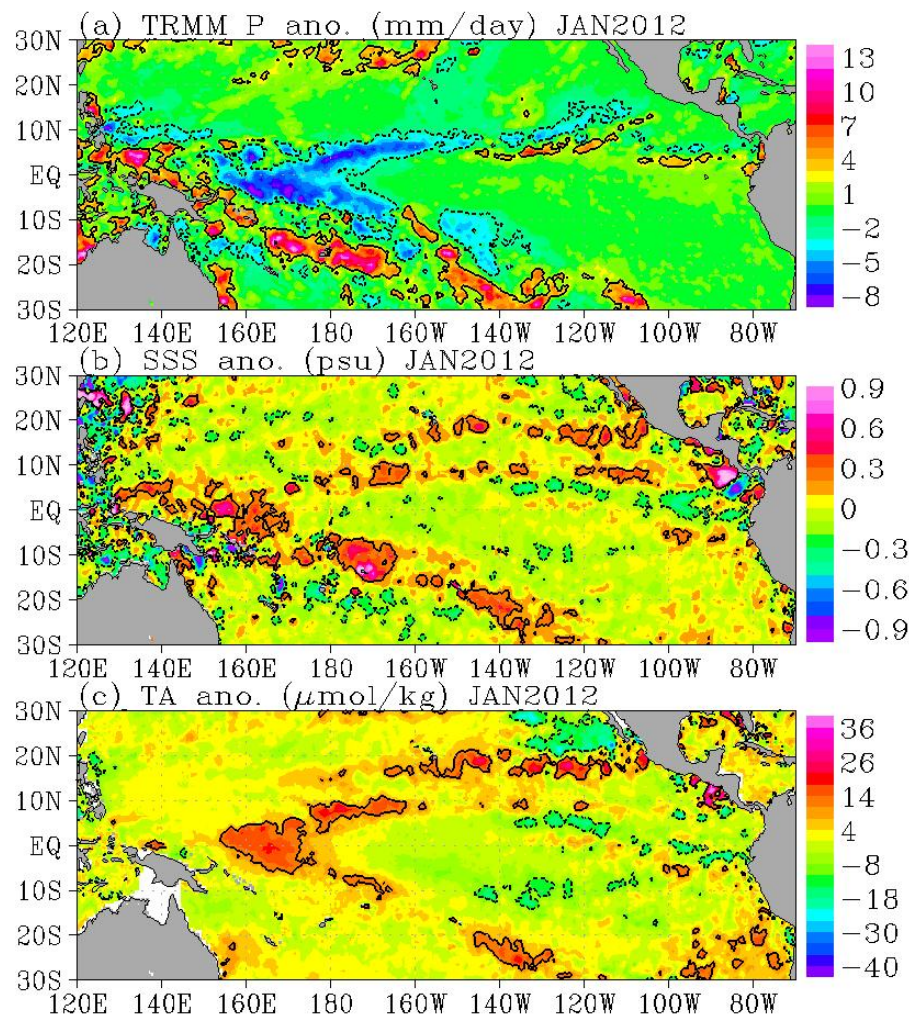 (a) TRMM P ano. (mm/day) JAN2012
30N
20N
10N
EQ
10S
20S
30S
120E 140E 160E 180 160W 140W 120W 100W 80W
13
10
7
4
1
−2
−5
−8
(b) SSS ano. (psu) JAN2012
30N
20N
10N
EQ
10S
20S
30S
120E 140E 160E 180 160W 140W 120W 100W 80W
0.9
0.6
0.3
0
−0.3
−0.6
−0.9
(c) TA ano. (μmol/kg) JAN2012
30N
20N
10N
EQ
10S
20S
30S
120E 140E 160E 180 160W 140W 120W 100W 80W
36
26
14
4
−8
−18
−30
−40